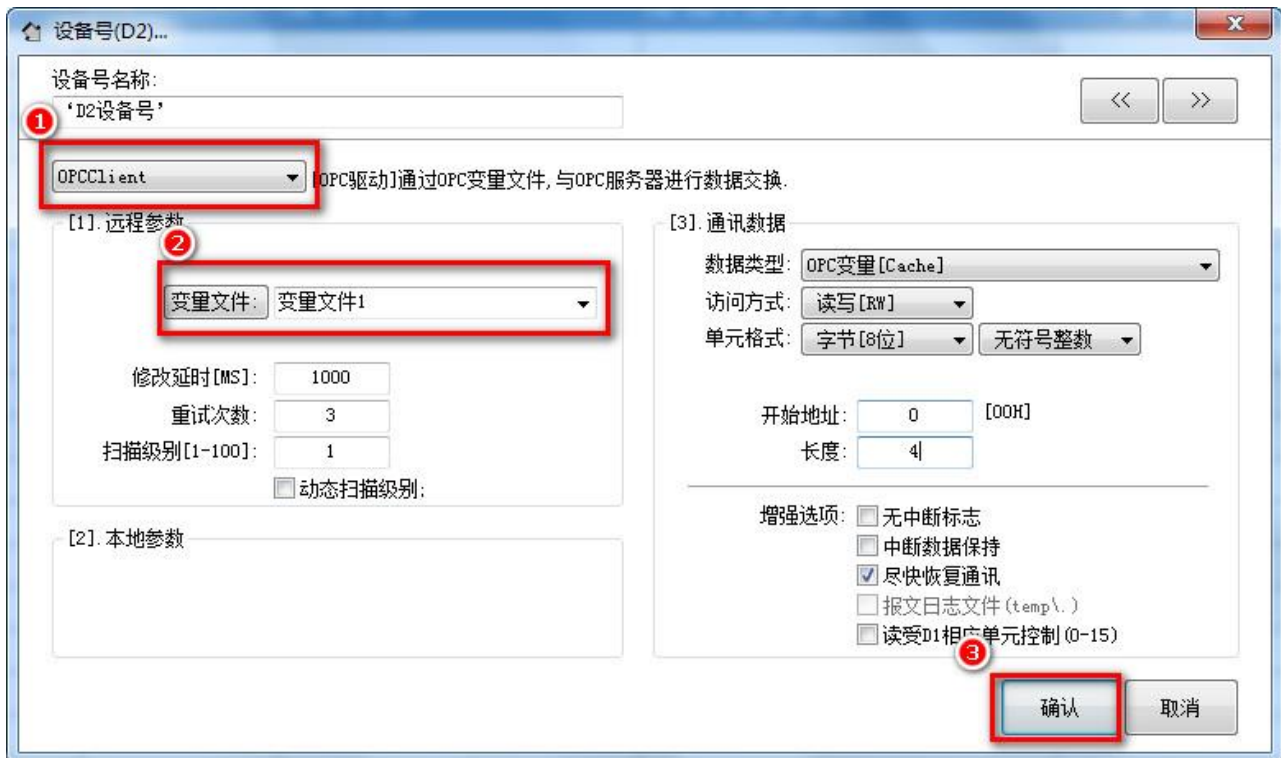 设备号(D2)...
设备号名称:
‘D2设备号’
<< >>
1
OPCClient [OPC驱动]通过OPC变量文件,与OPC服务器进行数据交换.
[1].远程参数
2
变量文件: 变量文件1
修改延时[MS]: 1000
重试次数: 3
扫描级别[1-100]: 1
动态扫描级别;
[2].本地参数
[3].通讯数据
数据类型: OPC变量[Cache]
访问方式: 读写[RW]
单元格式: 字节[8位] 无符号整数
开始地址: 0 [00H]
长度: 4
增强选项: 无中断标志
中断数据保持
尽快恢复通讯
报文日志文件(temp\.)
读受D1相应单元控制(0-15)
3
确认 取消